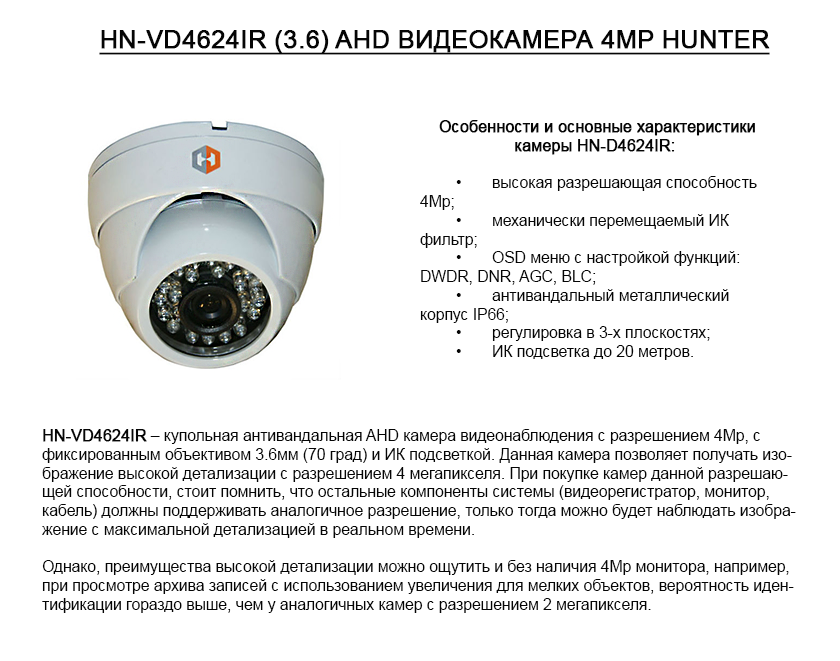 HN-VD4624IR (3.6) AHD ВИДЕОКАМЕРА 4MP HUNTER
Особенности и основные характеристики
камеры HN-D4624IR:
• высокая разрешающая способность
4Мр;
• механически перемещаемый ИК
фильтр;
• OSD меню с настройкой функций:
DWDR, DNR, AGC, BLC;
• антивандальный металлический
корпус IP66;
• регулировка в 3-х плоскостях;
• ИК подсветка до 20 метров.
HN-VD4624IR – купольная антивандальная AHD камера видеонаблюдения с разрешением 4Мр, с
фиксированным объективом 3.6мм (70 град) и ИК подсветкой. Данная камера позволяет получать изо-
бражение высокой детализации с разрешением 4 мегапикселя. При покупке камер данной разрешаю-
щей способности, стоит помнить, что остальные компоненты системы (видеорегистратор, монитор,
кабель) должны поддерживать аналогичное разрешение, только тогда можно будет наблюдать изобра-
жение с максимальной детализацией в реальном времени.
Однако, преимущества высокой детализации можно ощутить и без наличия 4Мр монитора, например,
при просмотре архива записей с использованием увеличения для мелких объектов, вероятность иден-
тификации гораздо выше, чем у аналогичных камер с разрешением 2 мегапикселя.